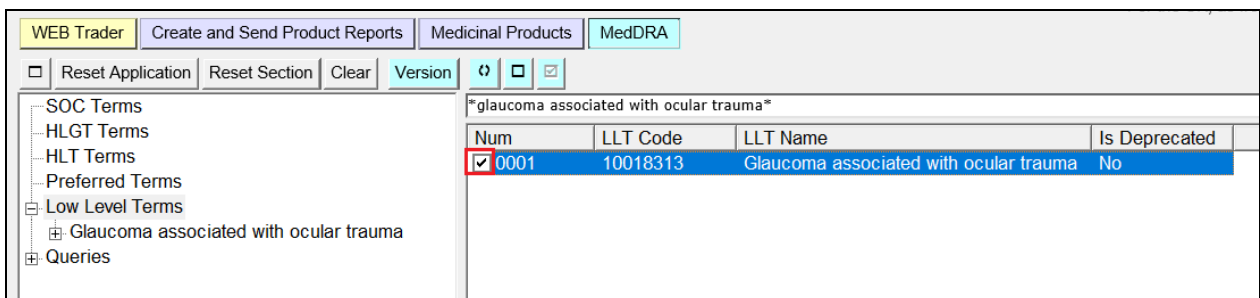 WEB Trader Create and Send Product Reports Medicinal Products MedDRA
Reset Application Reset Section Clear Version
SOC Terms
HLGT Terms
HLT Terms
Preferred Terms
Low Level Terms
Glaucoma associated with ocular trauma
Queries
*glaucoma associated with ocular trauma*
Num LLT Code LLT Name Is Deprecated
0001 10018313 Glaucoma associated with ocular trauma No